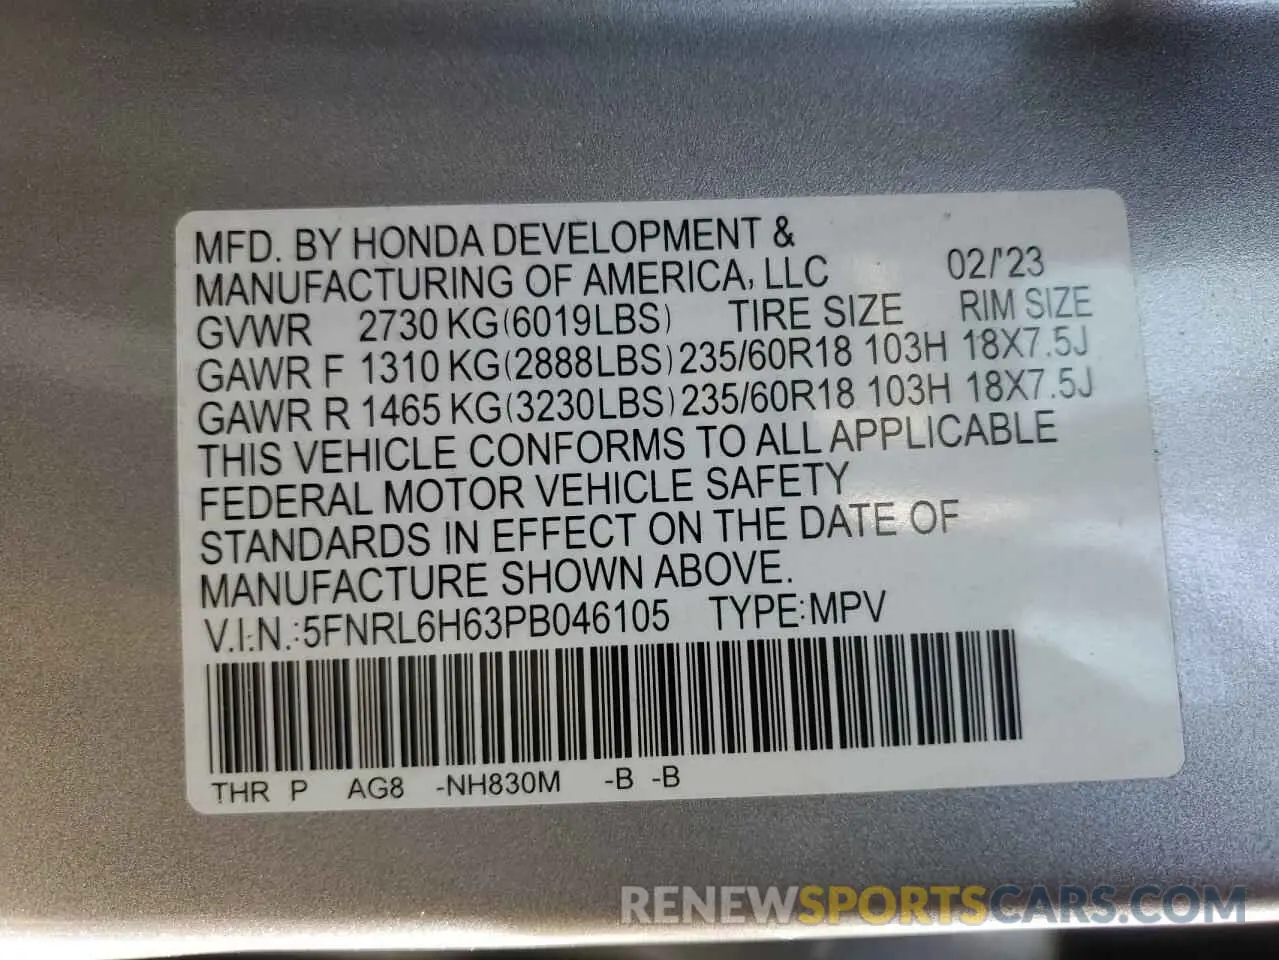 MFD. BY HONDA DEVELOPMENT &
MANUFACTURING OF AMERICA, LLC 02/'23
GVWR 2730 KG(6019LBS) TIRE SIZE RIM SIZE
GAWR F 1310 KG(2888LBS) 235/60R18 103H 18X7.5J
GAWR R 1465 KG(3230LBS) 235/60R18 103H 18X7.5J
THIS VEHICLE CONFORMS TO ALL APPLICABLE
FEDERAL MOTOR VEHICLE SAFETY
STANDARDS IN EFFECT ON THE DATE OF
MANUFACTURE SHOWN ABOVE.
V.I.N.:5FNRL6H63PB046105 TYPE:MPV
THR P AG8 -NH830M -B -B
RENEWSPORTSCARS.COM